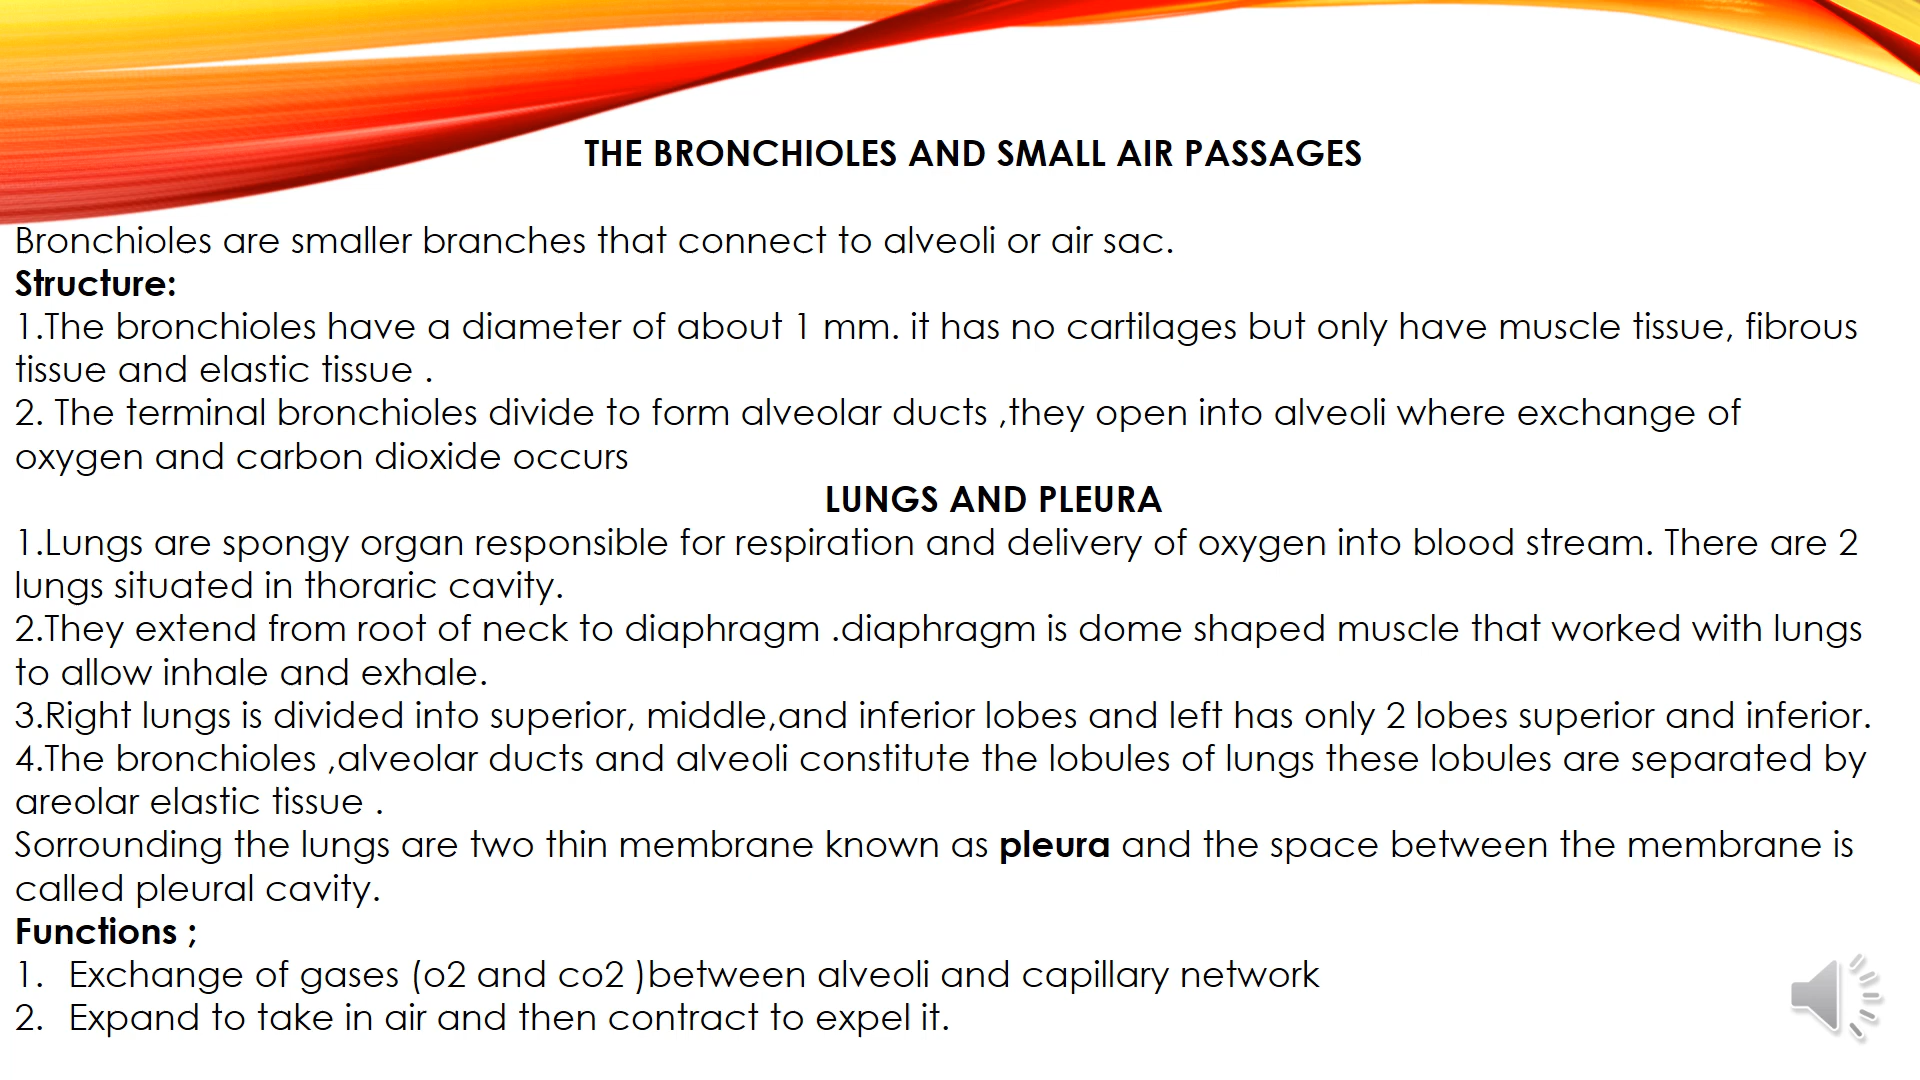 THE BRONCHIOLES AND SMALL AIR PASSAGES
Bronchioles are smaller branches that connect to alveoli or air sac.
Structure:
1.The bronchioles have a diameter of about 1 mm. it has no cartilages but only have muscle tissue, fibrous
tissue and elastic tissue .
2. The terminal bronchioles divide to form alveolar ducts ,they open into alveoli where exchange of
oxygen and carbon dioxide occurs
LUNGS AND PLEURA
1.Lungs are spongy organ responsible for respiration and delivery of oxygen into blood stream. There are 2
lungs situated in thoraric cavity.
2.They extend from root of neck to diaphragm .diaphragm is dome shaped muscle that worked with lungs
to allow inhale and exhale.
3.Right lungs is divided into superior, middle,and inferior lobes and left has only 2 lobes superior and inferior.
4.The bronchioles ,alveolar ducts and alveoli constitute the lobules of lungs these lobules are separated by
areolar elastic tissue .
Sorrounding the lungs are two thin membrane known as pleura and the space between the membrane is
called pleural cavity.
Functions ;
1. Exchange of gases (o2 and co2 )between alveoli and capillary network
2. Expand to take in air and then contract to expel it.